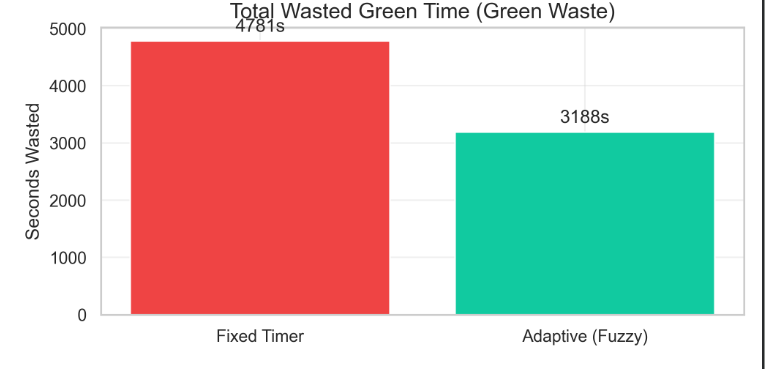 Total Wasted Green Time (Green Waste)
4781s
3188s
5000
4000
3000
2000
1000
0
Seconds Wasted
Fixed Timer
Adaptive (Fuzzy)